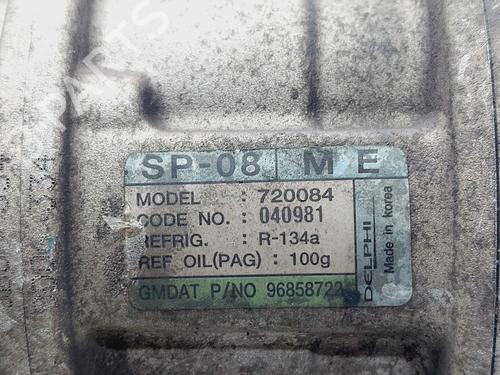 SP-08 M E
MODEL : 720084
CODE NO. : 040981
REFRIG. : R-134a
REF OIL(PAG) : 100g
GMDAT P/NO 96858722
DELPHI
Made in korea